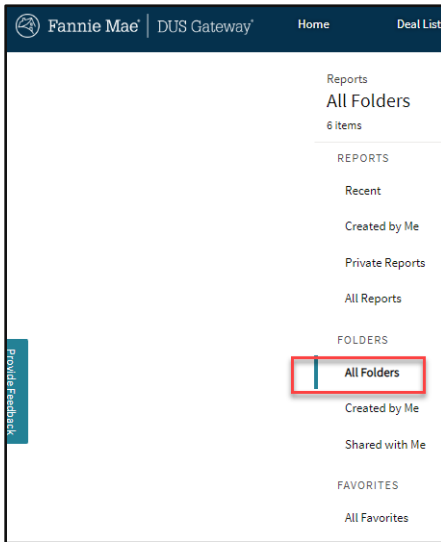 Fannie Mae® | DUS Gateway® Home Deal List
Reports
All Folders
6 items
REPORTS
Recent
Created by Me
Private Reports
All Reports
FOLDERS
All Folders
Created by Me
Shared with Me
FAVORITES
All Favorites
Provide Feedback